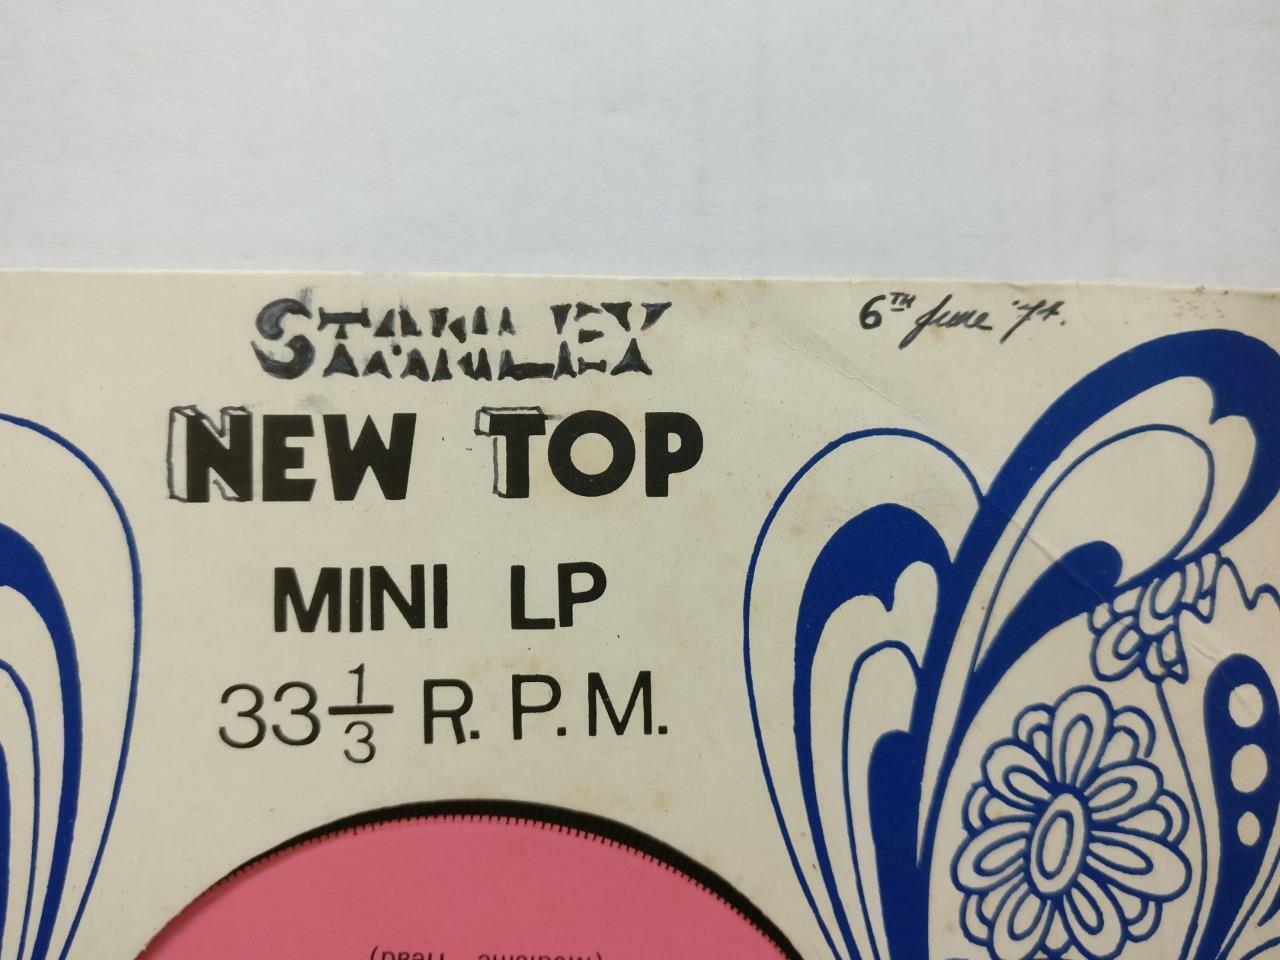 STANLEY
6TH June '74.
NEW TOP
MINI LP
33 1/3 R.P.M.